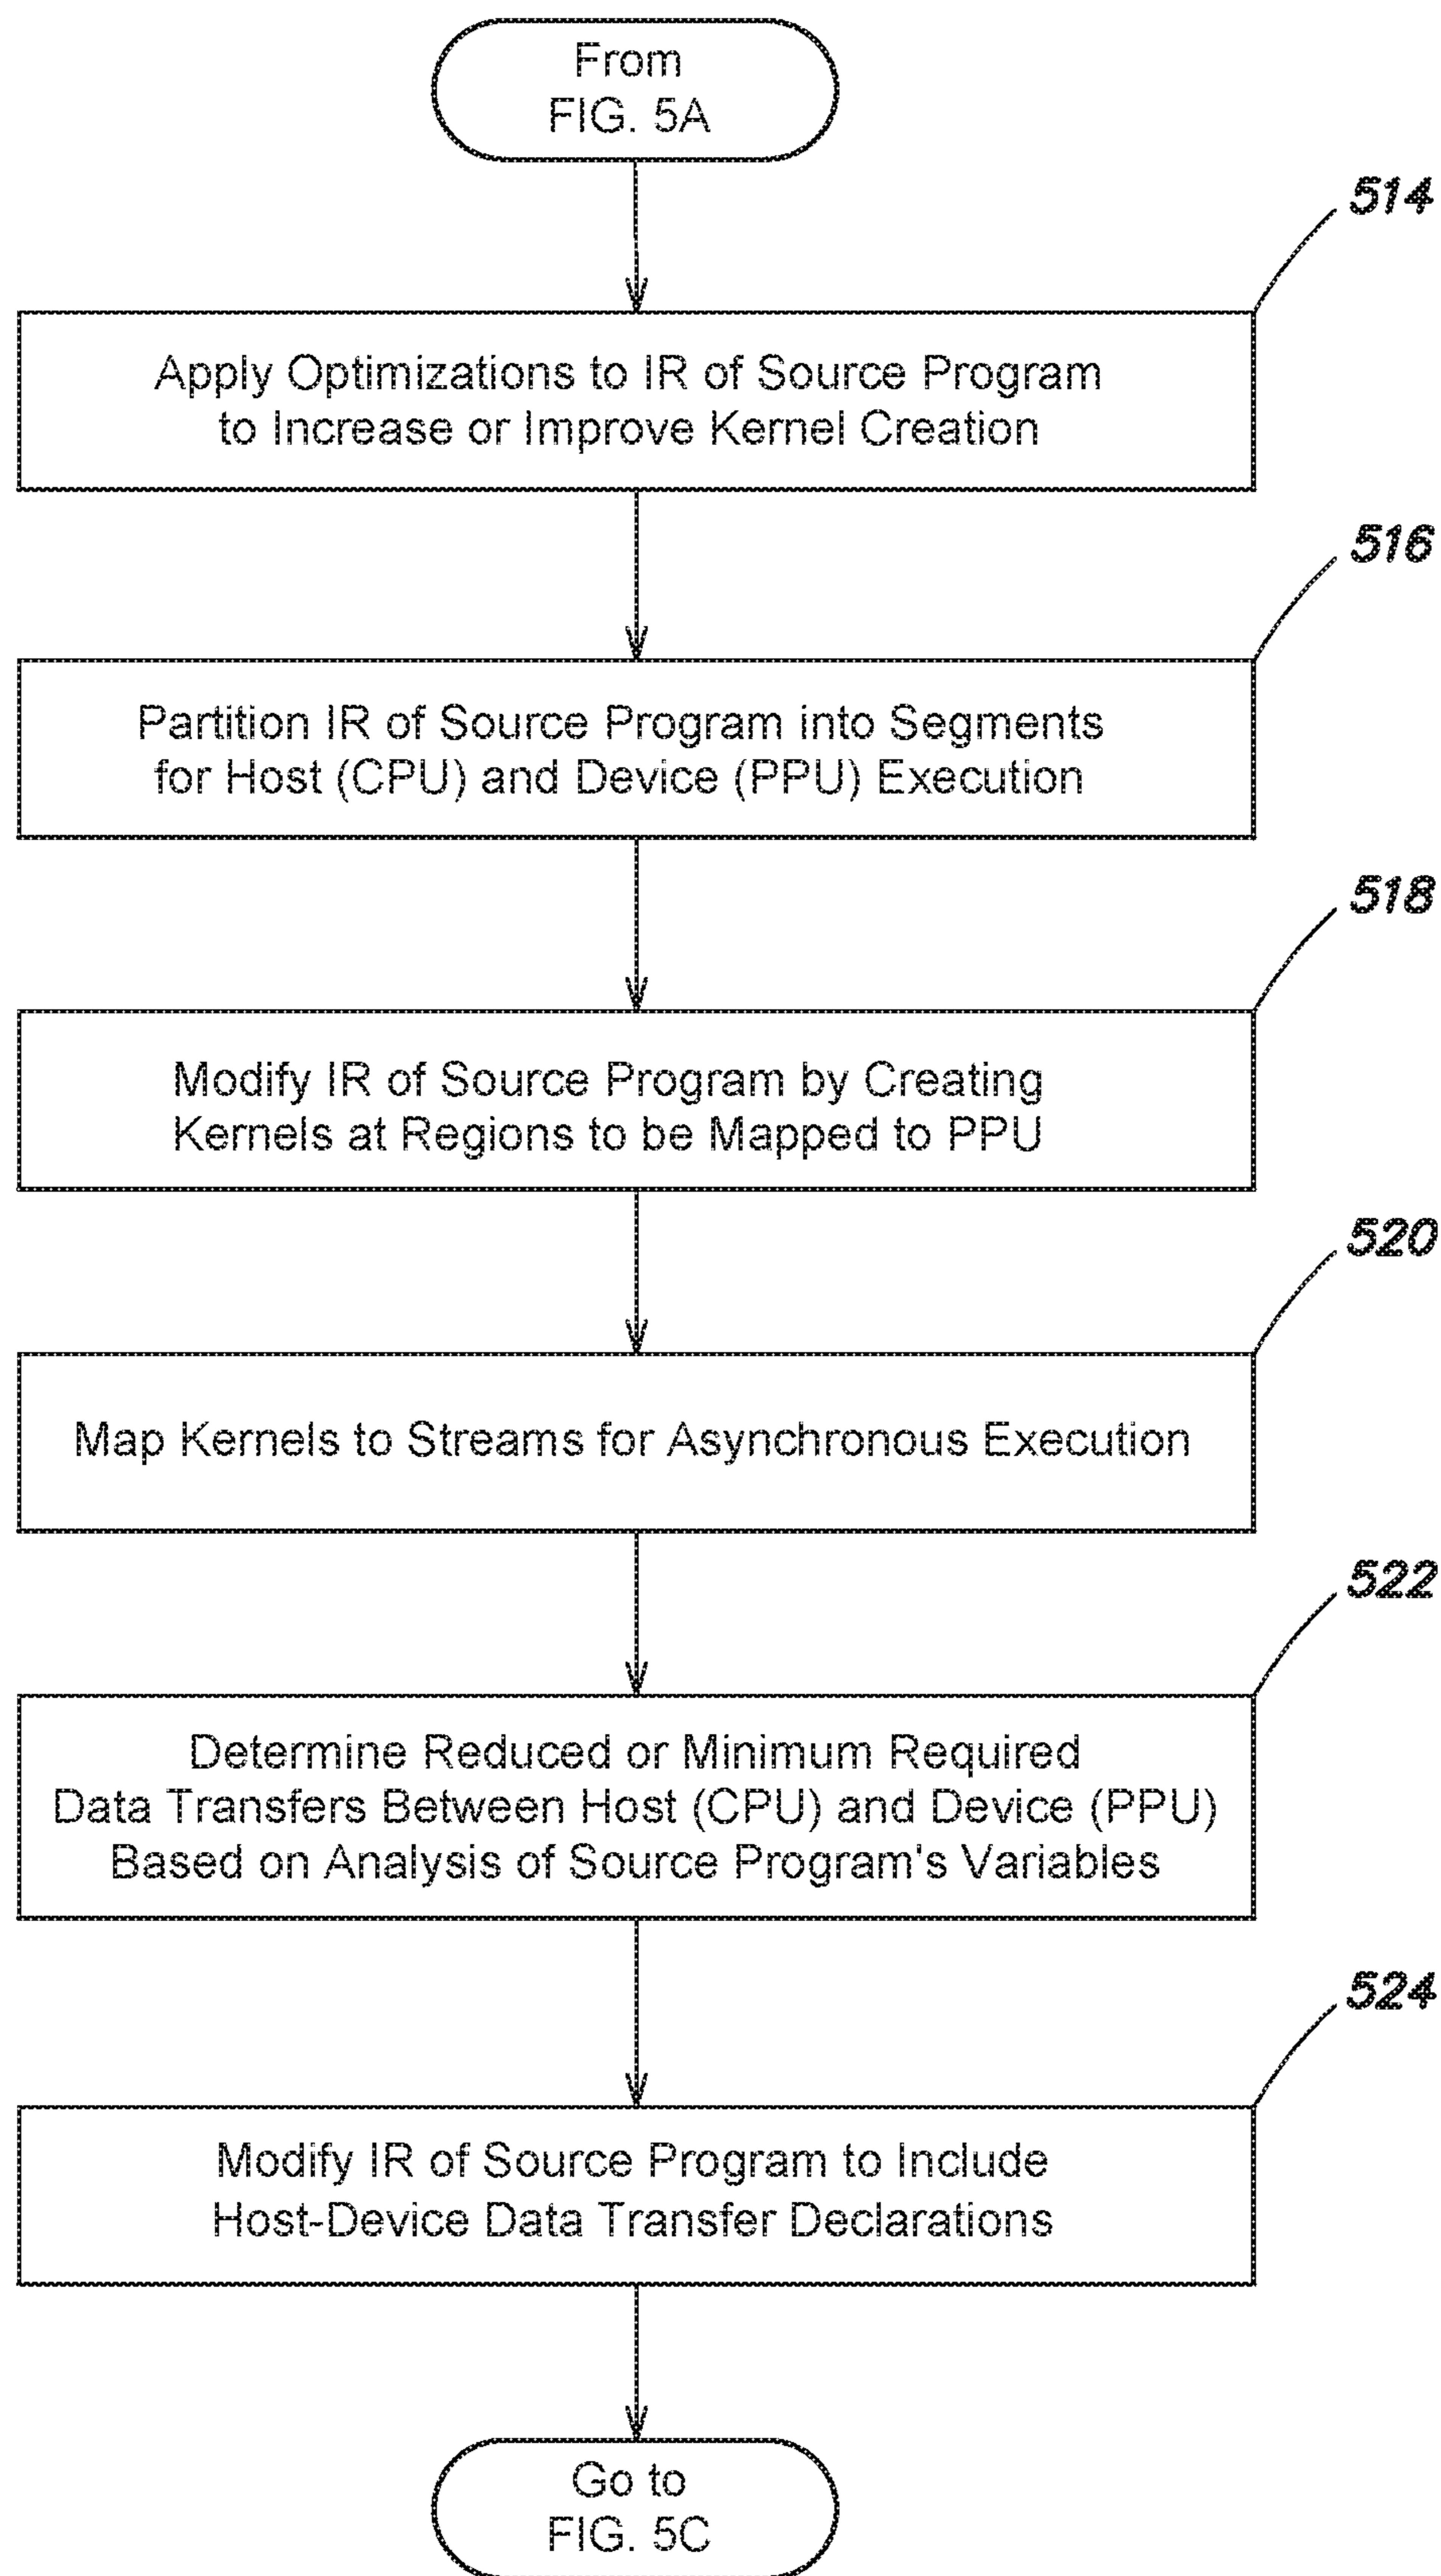 From
FIG. 5A
514
Apply Optimizations to IR of Source Program
to Increase or Improve Kernel Creation
516
Partition IR of Source Program into Segments
for Host (CPU) and Device (PPU) Execution
518
Modify IR of Source Program by Creating
Kernels at Regions to be Mapped to PPU
520
Map Kernels to Streams for Asynchronous Execution
522
Determine Reduced or Minimum Required
Data Transfers Between Host (CPU) and Device (PPU)
Based on Analysis of Source Program's Variables
524
Modify IR of Source Program to Include
Host-Device Data Transfer Declarations
Go to
FIG. 5C